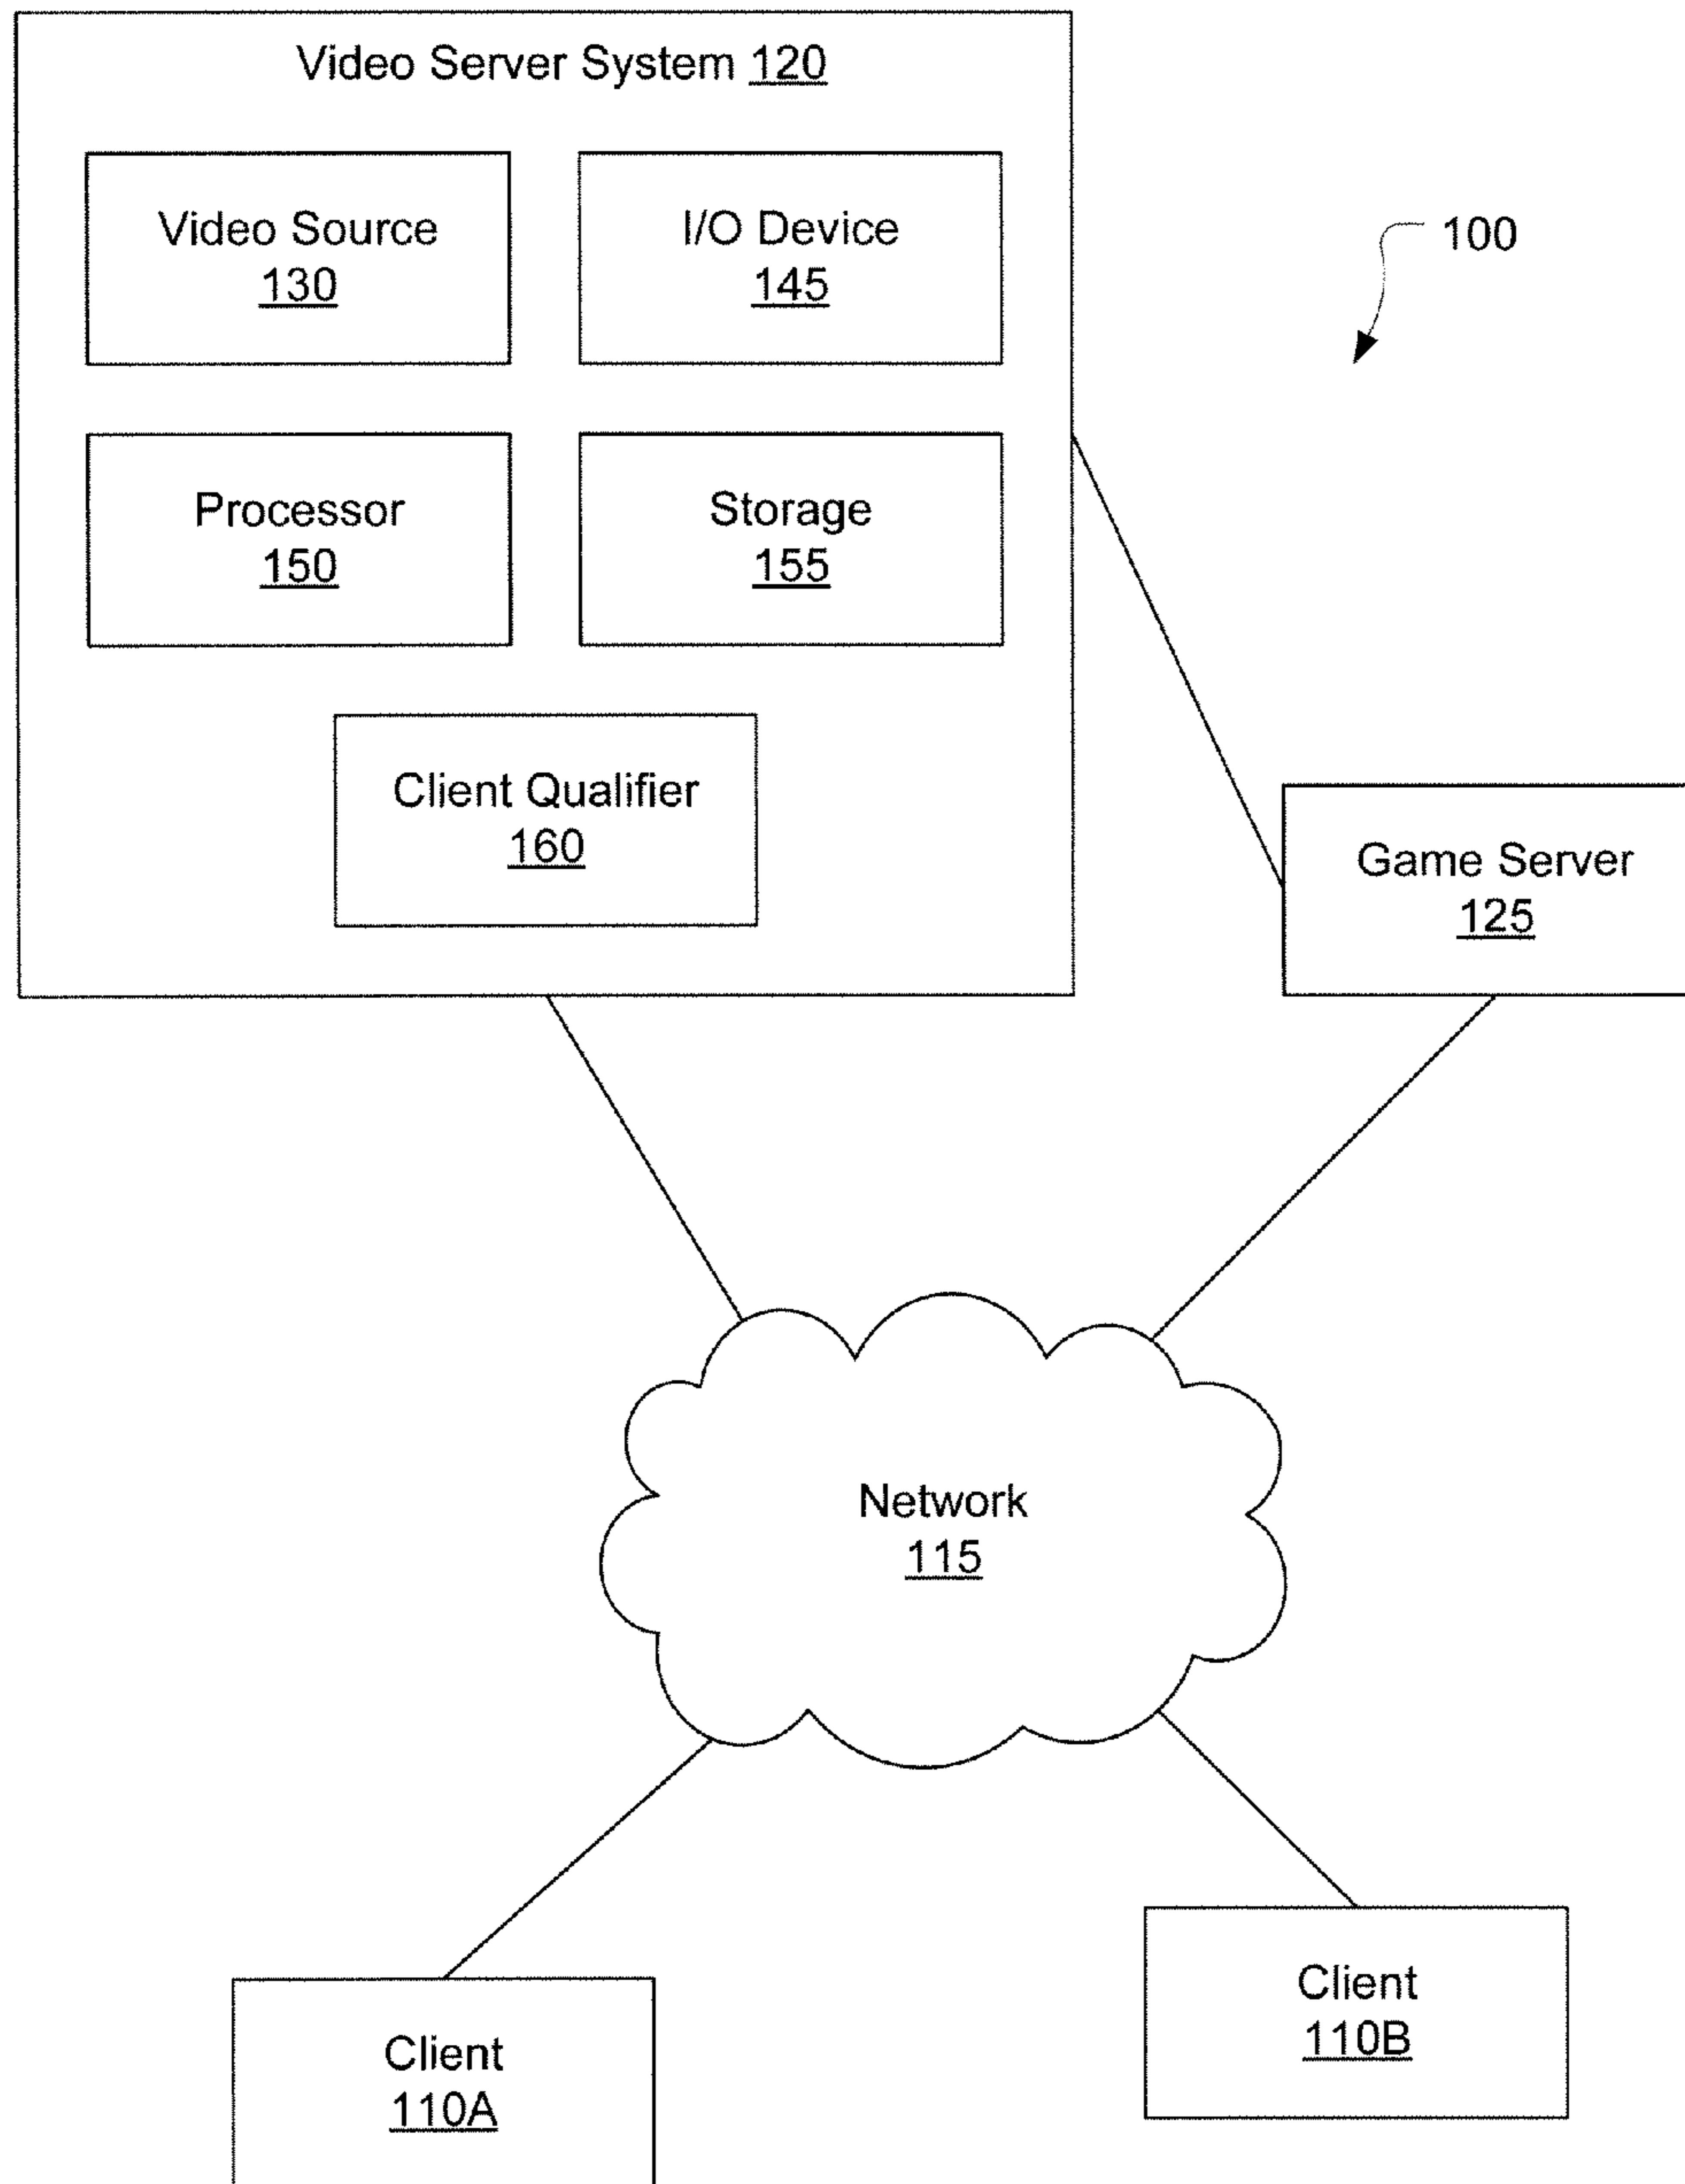 Video Server System 120
Video Source
130
I/O Device
145
100
Processor
150
Storage
155
Client Qualifier
160
Game Server
125
Network
115
Client
110B
Client
110A